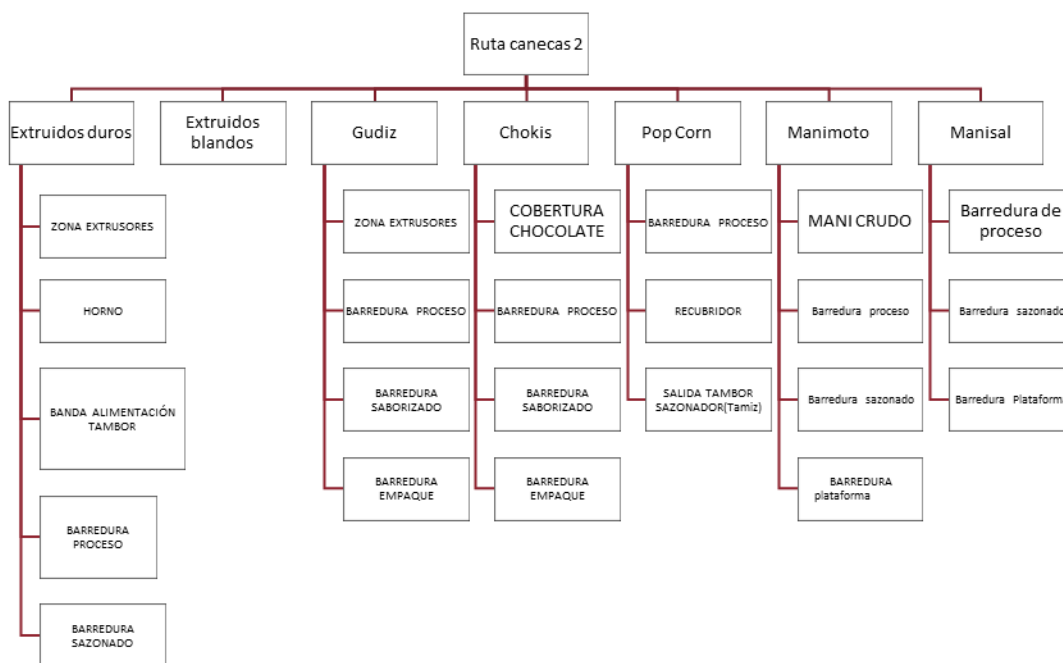 Ruta canecas 2
Extruidos duros
Extruidos
blandos
Gudiz
Chokis
Pop Corn
Manimoto
Manisal
ZONA EXTRUSORES
HORNO
BANDA ALIMENTACIÓN
TAMBOR
BARREDURA
PROCESO
BARREDURA
SAZONADO
ZONA EXTRUSORES
BARREDURA PROCESO
BARREDURA
SABORIZADO
BARREDURA
EMPAQUE
COBERTURA
CHOCOLATE
BARREDURA PROCESO
BARREDURA
SABORIZADO
BARREDURA
EMPAQUE
BARREDURA PROCESO
RECUBRIDOR
SALIDA TAMBOR
SAZONADOR(Tamiz)
MANI CRUDO
Barredura proceso
Barredura sazonado
BARREDURA
plataforma
Barredura de
proceso
Barredura sazonado
Barredura Plataforma